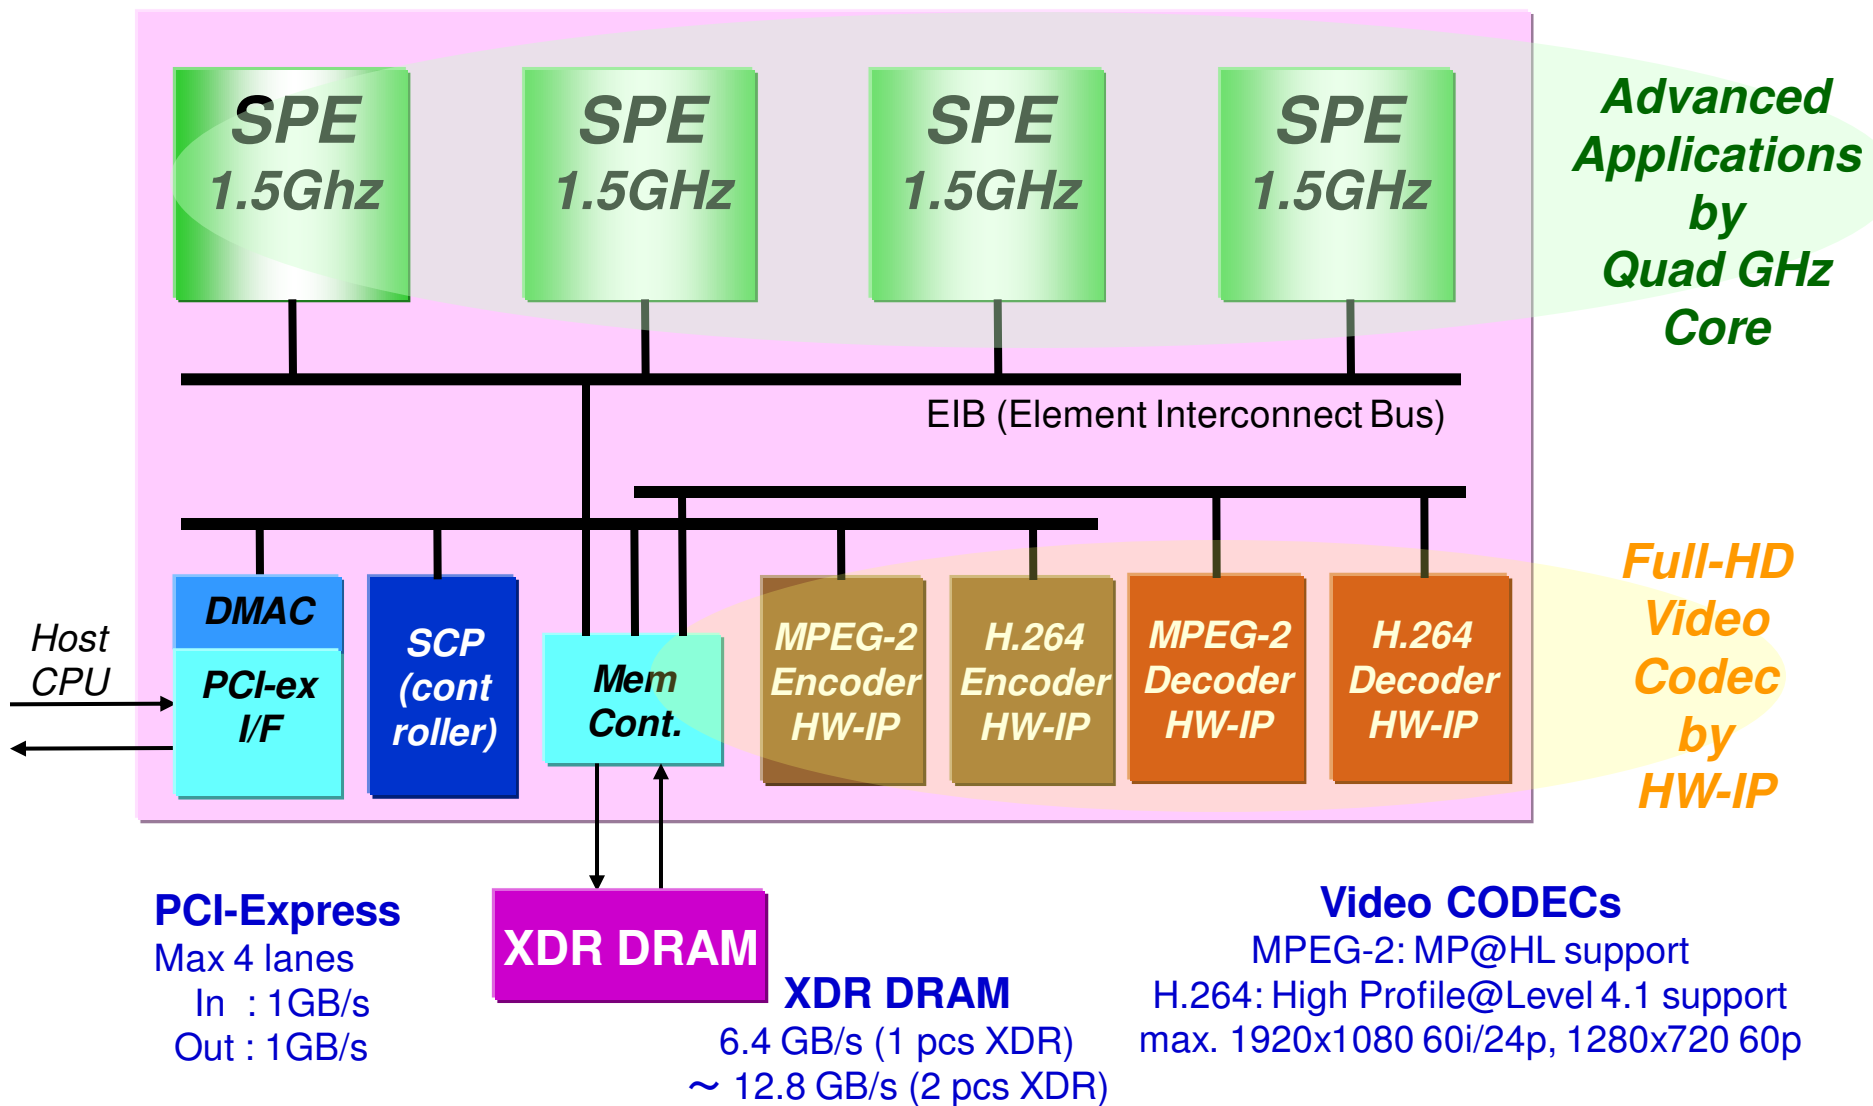 SPE
1.5Ghz
SPE
1.5GHz
SPE
1.5GHz
SPE
1.5GHz
Advanced
Applications
by
Quad GHz
Core
EIB (Element Interconnect Bus)
Host
CPU
DMAC
PCI-ex
I/F
SCP
(cont
roller)
Mem
Cont.
MPEG-2
Encoder
HW-IP
H.264
Encoder
HW-IP
MPEG-2
Decoder
HW-IP
H.264
Decoder
HW-IP
Full-HD
Video
Codec
by
HW-IP
PCI-Express
Max 4 lanes
In : 1GB/s
Out : 1GB/s
XDR DRAM
XDR DRAM
6.4 GB/s (1 pcs XDR)
～ 12.8 GB/s (2 pcs XDR)
Video CODECs
MPEG-2: MP@HL support
H.264: High Profile@Level 4.1 support
max. 1920x1080 60i/24p, 1280x720 60p